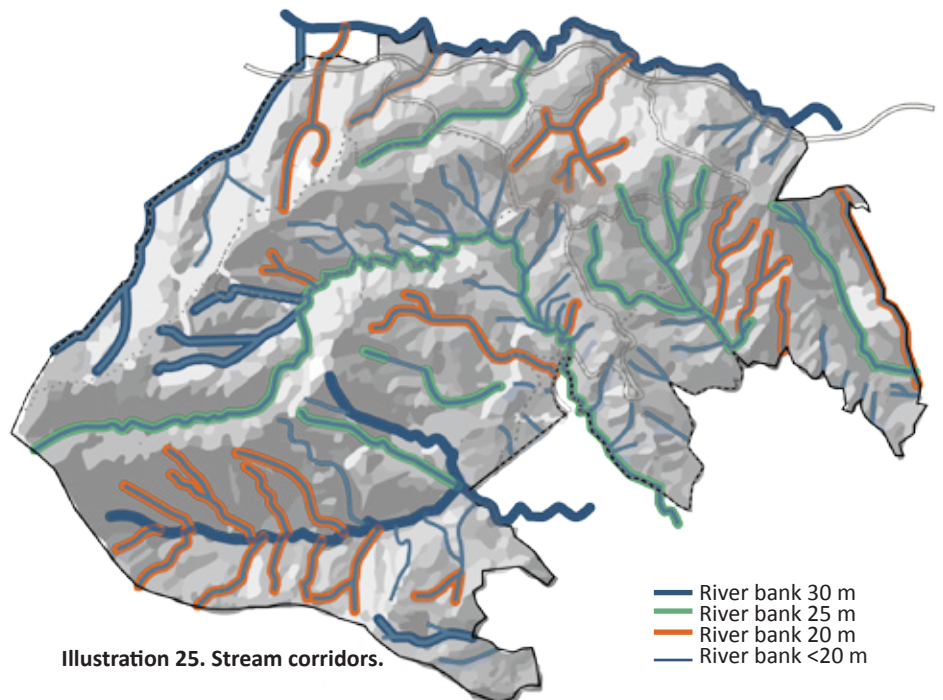 River bank 30 m
River bank 25 m
River bank 20 m
River bank <20 m
Illustration 25. Stream corridors.